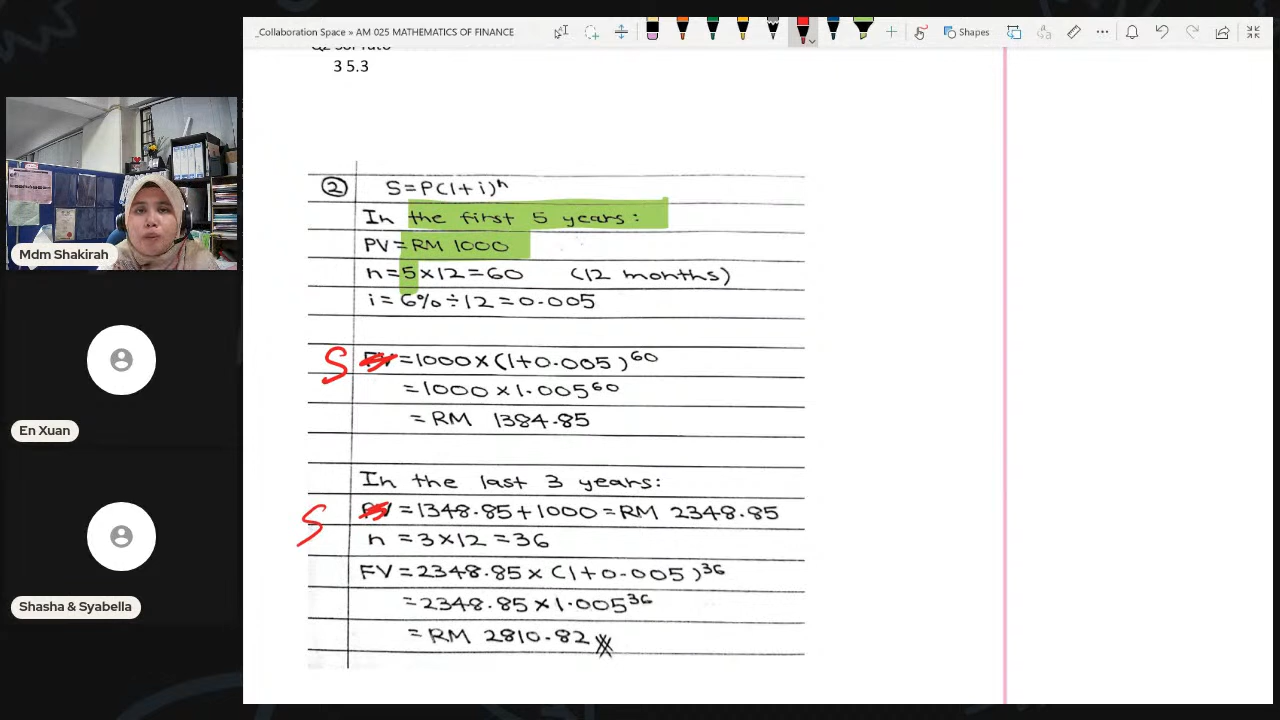 _Collaboration Space » AM 025 MATHEMATICS OF FINANCE
Shapes
3 5.3
Mdm Shakirah
En Xuan
Shasha & Syabella
② S=P(1+i)ⁿ
In the first 5 years:
PV=RM 1000
n=5×12=60 (12 months)
i=6%÷12=0.005
S FV=1000×(1+0.005)⁶⁰
=1000×1.005⁶⁰
=RM 1384.85
In the last 3 years:
S PV=1348.85+1000=RM 2348.85
n=3×12=36
FV=2348.85×(1+0.005)³⁶
=2348.85×1.005³⁶
=RM 2810.82